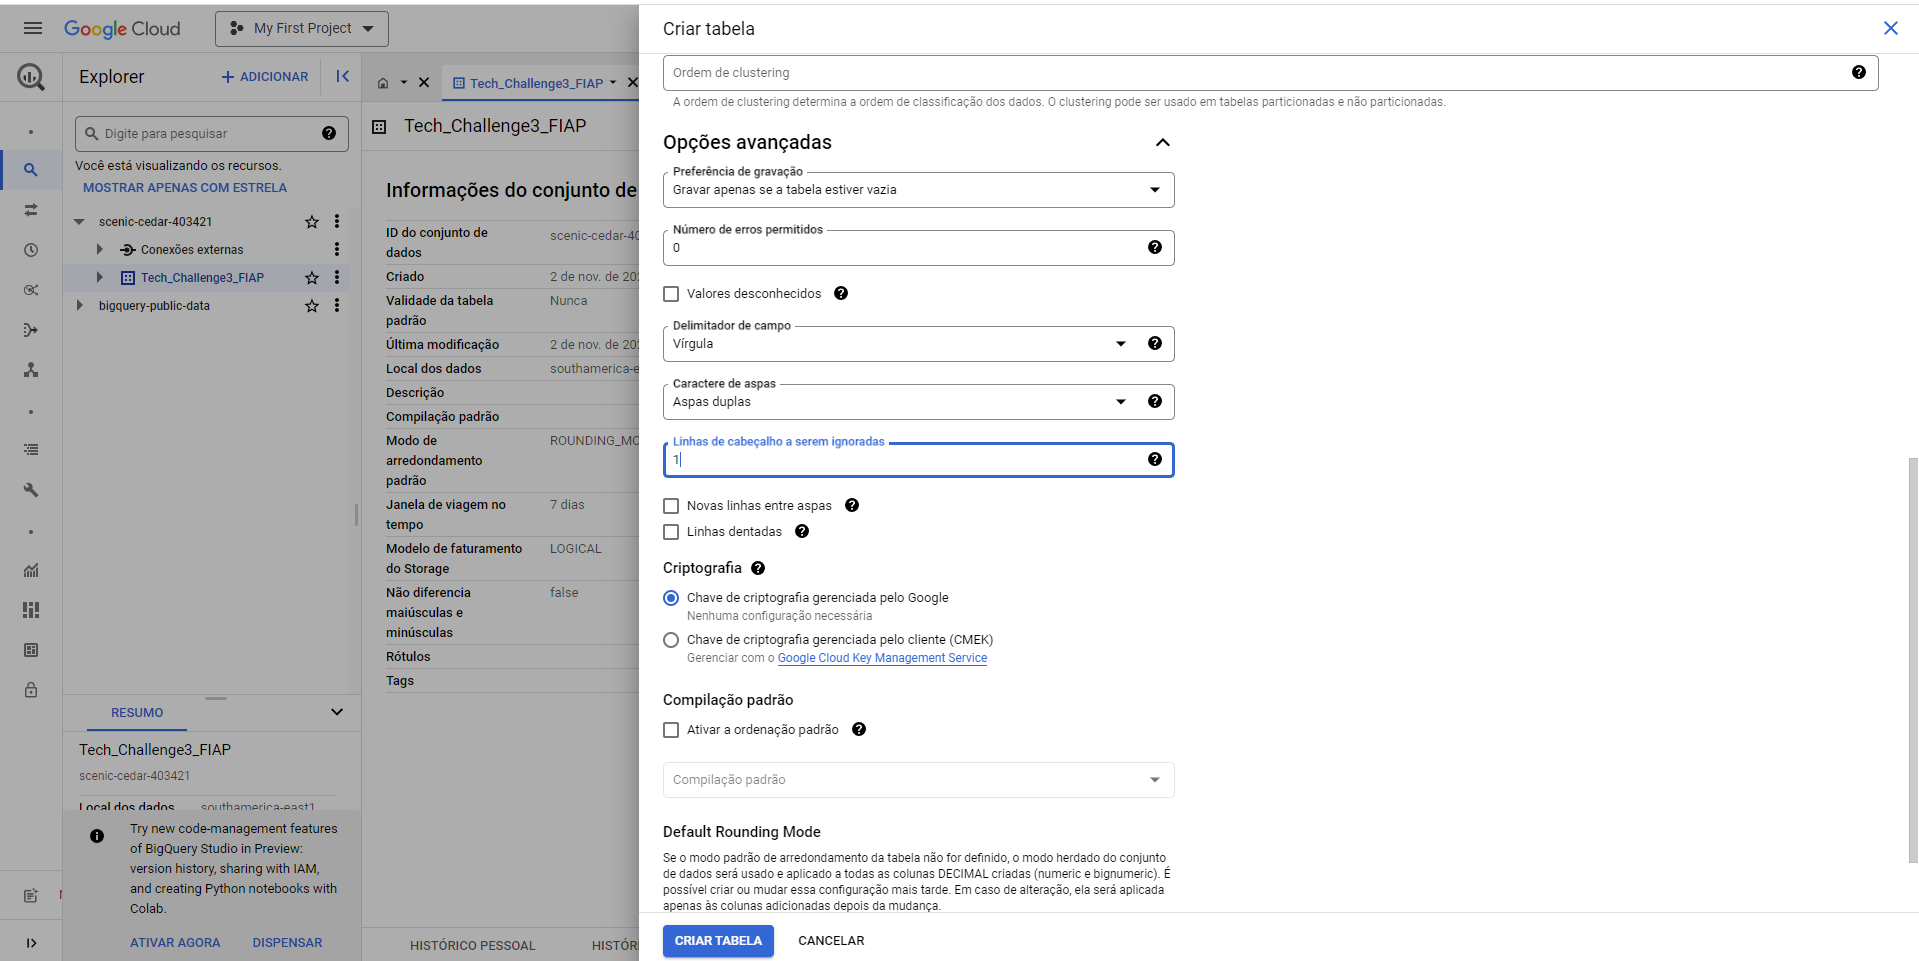 Google Cloud
My First Project
Explorer
ADICIONAR
Digite para pesquisar
Você está visualizando os recursos.
MOSTRAR APENAS COM ESTRELA
scenic-cedar-403421
Conexões externas
Tech_Challenge3_FIAP
bigquery-public-data
RESUMO
Tech_Challenge3_FIAP
scenic-cedar-403421
Local dos dados southamerica-east1
Try new code-management features
of BigQuery Studio in Preview:
version history, sharing with IAM,
and creating Python notebooks with
Colab.
ATIVAR AGORA DISPENSAR
Tech_Challenge3_FIAP
Tech_Challenge3_FIAP
Informações do conjunto de
ID do conjunto de
dados
scenic-cedar-40
Criado 2 de nov. de 20
Validade da tabela
padrão
Nunca
Última modificação 2 de nov. de 20
Local dos dados southamerica-e
Descrição
Compilação padrão
Modo de
arredondamento
padrão
ROUNDING_MO
Janela de viagem no
tempo
7 dias
Modelo de faturamento
do Storage
LOGICAL
Não diferencia
maiúsculas e
minúsculas
false
Rótulos
Tags
HISTÓRICO PESSOAL HISTÓR
Criar tabela
Ordem de clustering
A ordem de clustering determina a ordem de classificação dos dados. O clustering pode ser usado em tabelas particionadas e não particionadas.
Opções avançadas
Preferência de gravação
Gravar apenas se a tabela estiver vazia
Número de erros permitidos
0
Valores desconhecidos
Delimitador de campo
Vírgula
Caractere de aspas
Aspas duplas
Linhas de cabeçalho a serem ignoradas
1
Novas linhas entre aspas
Linhas dentadas
Criptografia
Chave de criptografia gerenciada pelo Google
Nenhuma configuração necessária
Chave de criptografia gerenciada pelo cliente (CMEK)
Gerenciar com o Google Cloud Key Management Service
Compilação padrão
Ativar a ordenação padrão
Compilação padrão
Default Rounding Mode
Se o modo padrão de arredondamento da tabela não for definido, o modo herdado do conjunto
de dados será usado e aplicado a todas as colunas DECIMAL criadas (numeric e bignumeric). É
possível criar ou mudar essa configuração mais tarde. Em caso de alteração, ela será aplicada
apenas às colunas adicionadas depois da mudança.
CRIAR TABELA CANCELAR